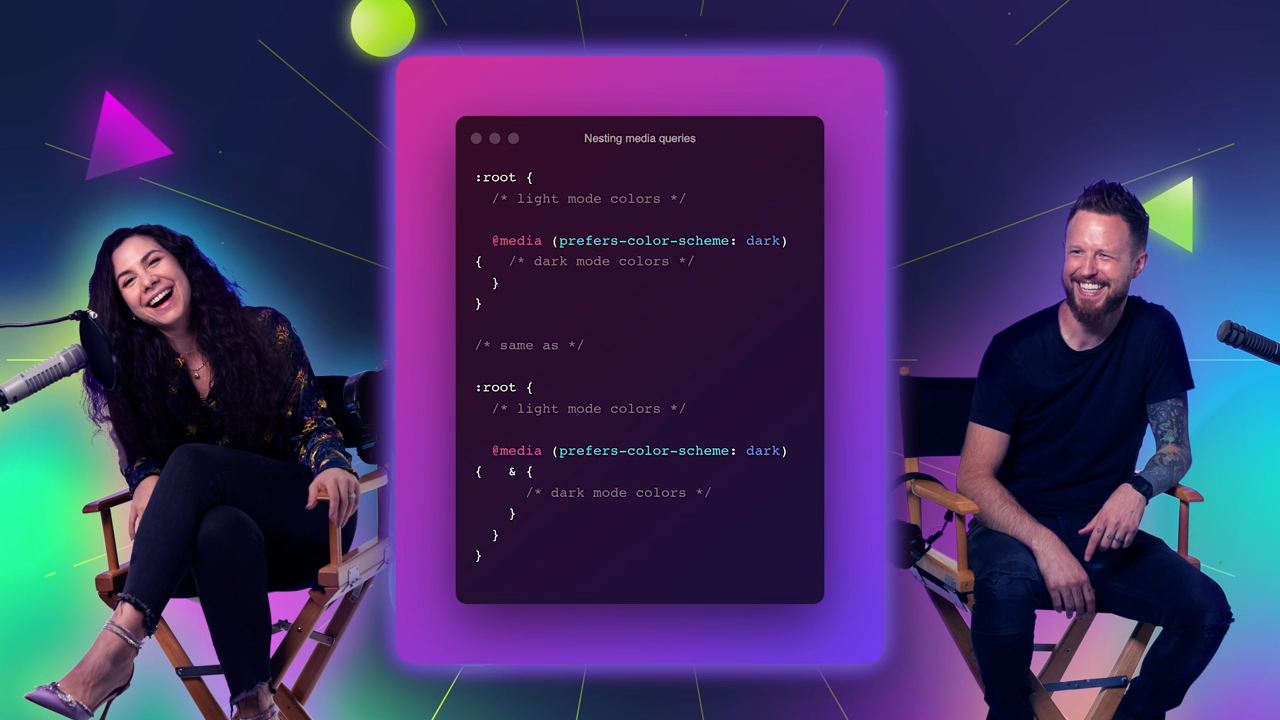 Nesting media queries
:root {
/* light mode colors */
@media (prefers-color-scheme: dark)
{   /* dark mode colors */
}
}
/* same as */
:root {
/* light mode colors */
@media (prefers-color-scheme: dark)
{   & {
/* dark mode colors */
}
}
}